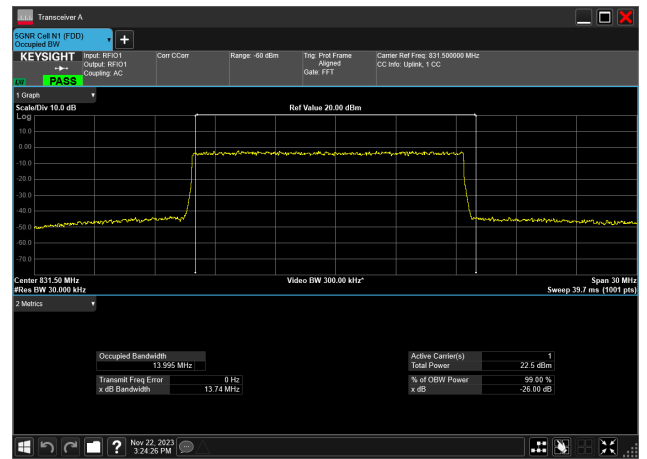 Transceiver A
5GNR Cell N1 (FDD)
Occupied BW
KEYSIGHT Input: RFIO1 Corr CCorr Range: -60 dBm Trig: Prot Frame Carrier Ref Freq: 831.500000 MHz
Output: RFIO1 Aligned CC Info: Uplink, 1 CC
Coupling: AC Gate: FFT
LW PASS
1 Graph
Scale/Div 10.0 dB Ref Value 20.00 dBm
Log
10.0
0.00
-10.0
-20.0
-30.0
-40.0
-50.0
-60.0
-70.0
Center 831.50 MHz Video BW 300.00 kHz* Span 30 MHz
#Res BW 30.000 kHz Sweep 39.7 ms (1001 pts)
2 Metrics
Occupied Bandwidth Active Carrier(s) 1
13.995 MHz Total Power 22.5 dBm
Transmit Freq Error 0 Hz % of OBW Power 99.00 %
x dB Bandwidth 13.74 MHz x dB -26.00 dB
Nov 22, 2023
3:24:26 PM